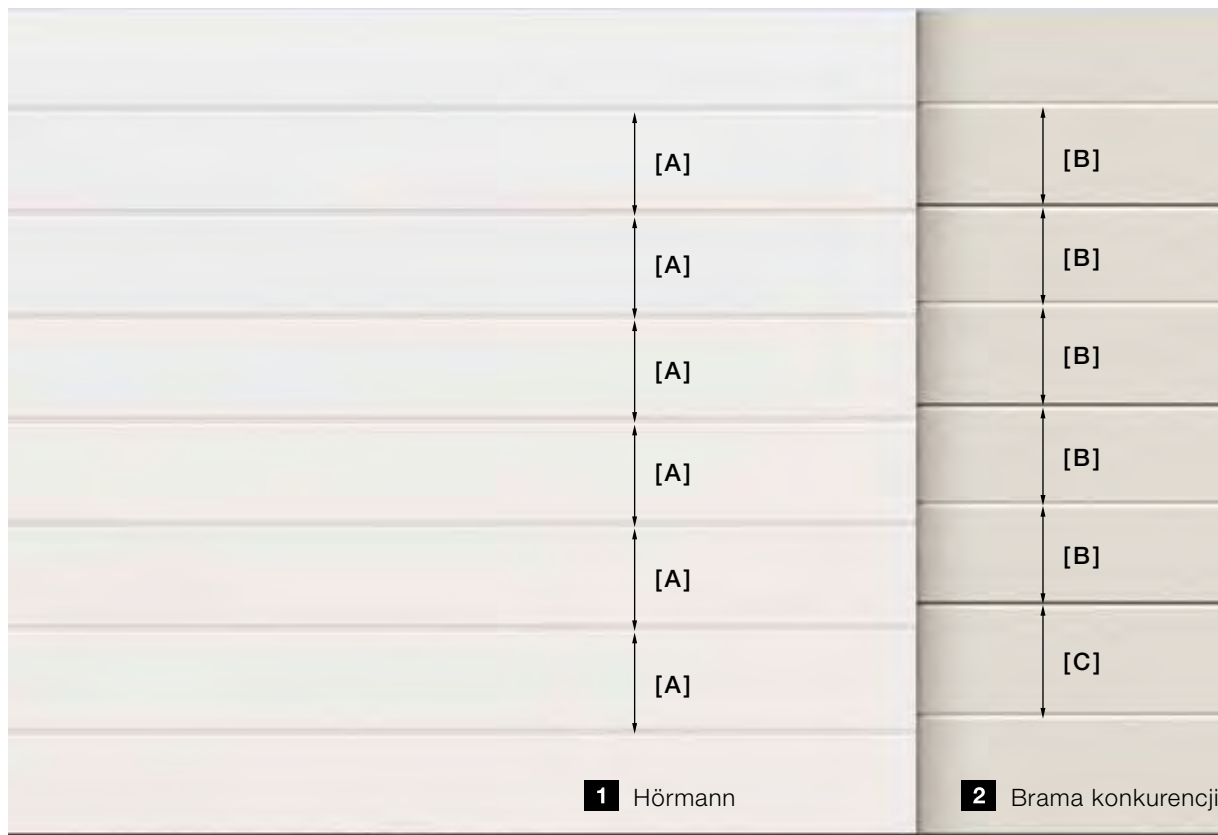 [A] [B]
[A] [B]
[A] [B]
[A] [B]
[A] [B]
[A] [C]
1 Hörmann 2 Brama konkurencji